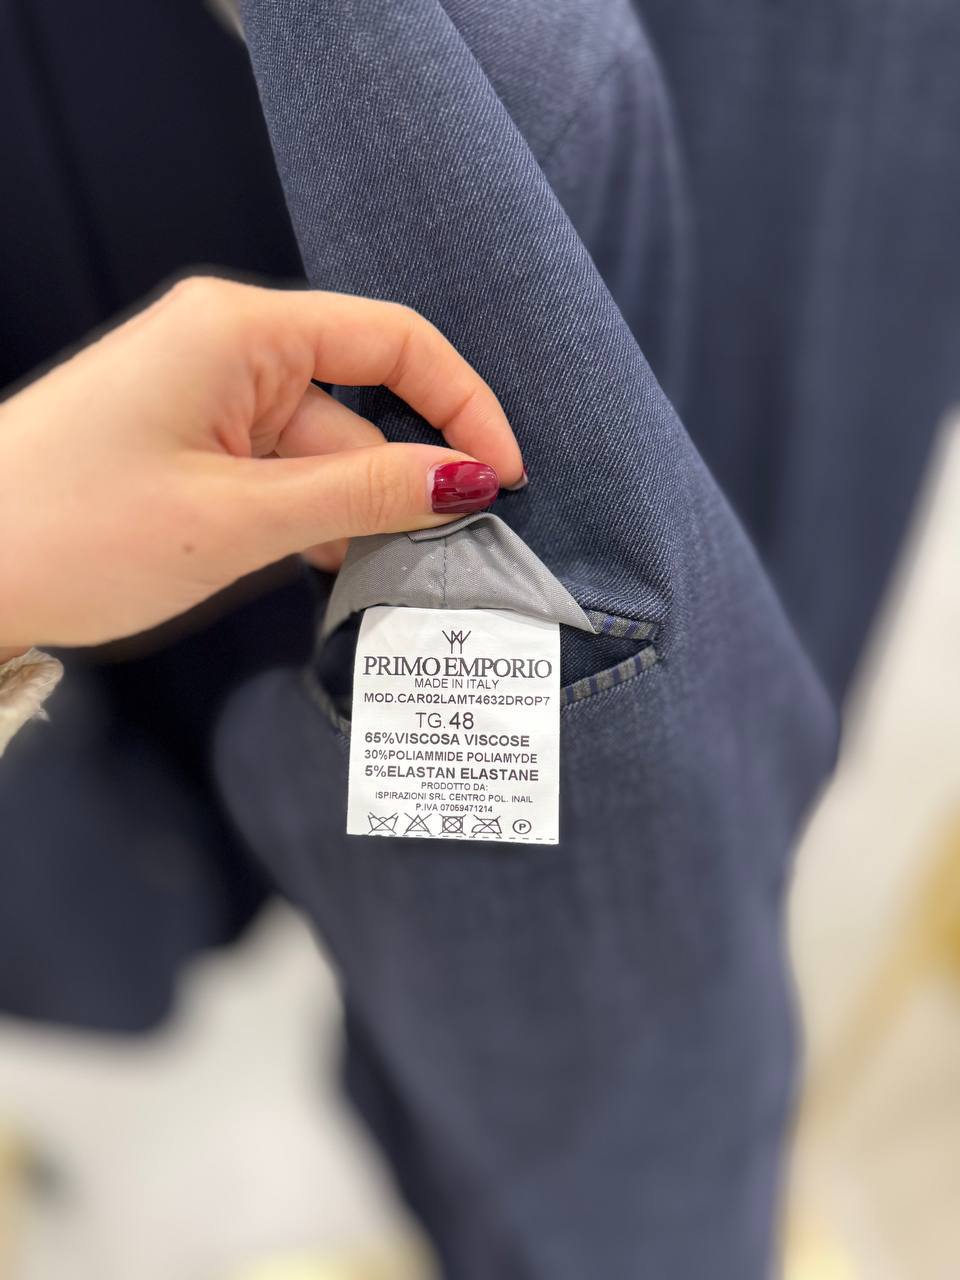 PRIMO EMPORIO
MADE IN ITALY
MOD.CAR02LAMT4632DROP7
TG.48
65%VISCOSA VISCOSE
30%POLIAMMIDE POLIAMYDE
5%ELASTAN ELASTANE
PRODOTTO DA:
ISPIRAZIONI SRL CENTRO POL. INAIL
P.IVA 07059471214
P